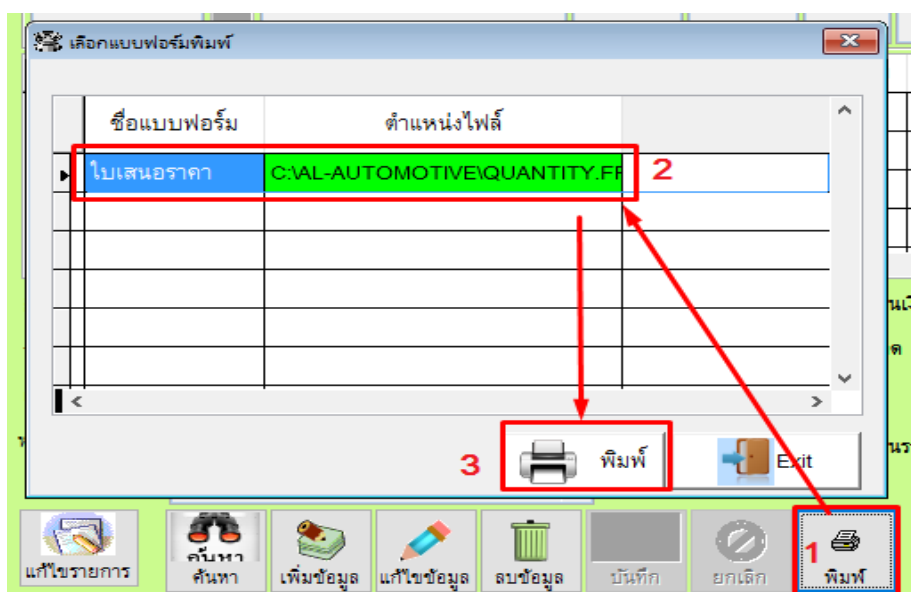 เลือกแบบฟอร์มพิมพ์
ชื่อแบบฟอร์ม ตำแหน่งไฟล์
ใบเสนอราคา C:\AL-AUTOMOTIVE\QUANTITY.FR 2
3 พิมพ์ Exit
ค้นหา
1
แก้ไขรายการ ค้นหา เพิ่มข้อมูล แก้ไขข้อมูล ลบข้อมูล บันทึก ยกเลิก พิมพ์